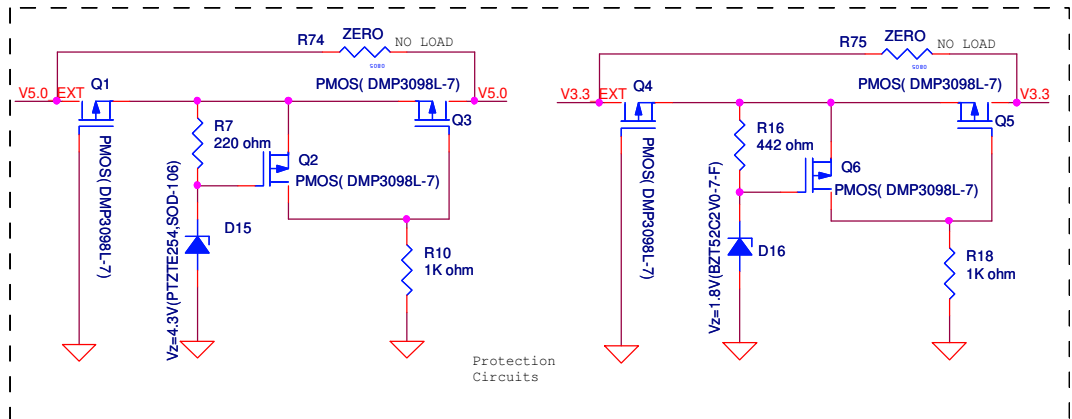 R74
ZERO
NO LOAD
0805
Q1
V5.0_EXT
PMOS( DMP3098L-7)
V5.0
Q3
R7
220 ohm
Q2
PMOS( DMP3098L-7)
PMOS( DMP3098L-7)
D15
Vz=4.3V(PTZTE254,SOD-106)
R10
1K ohm
R75
ZERO
NO LOAD
0805
Q4
V3.3_EXT
PMOS( DMP3098L-7)
V3.3
Q5
R16
442 ohm
Q6
PMOS( DMP3098L-7)
PMOS( DMP3098L-7)
D16
Vz=1.8V(BZT52C2V0-7-F)
R18
1K ohm
Protection
Circuits